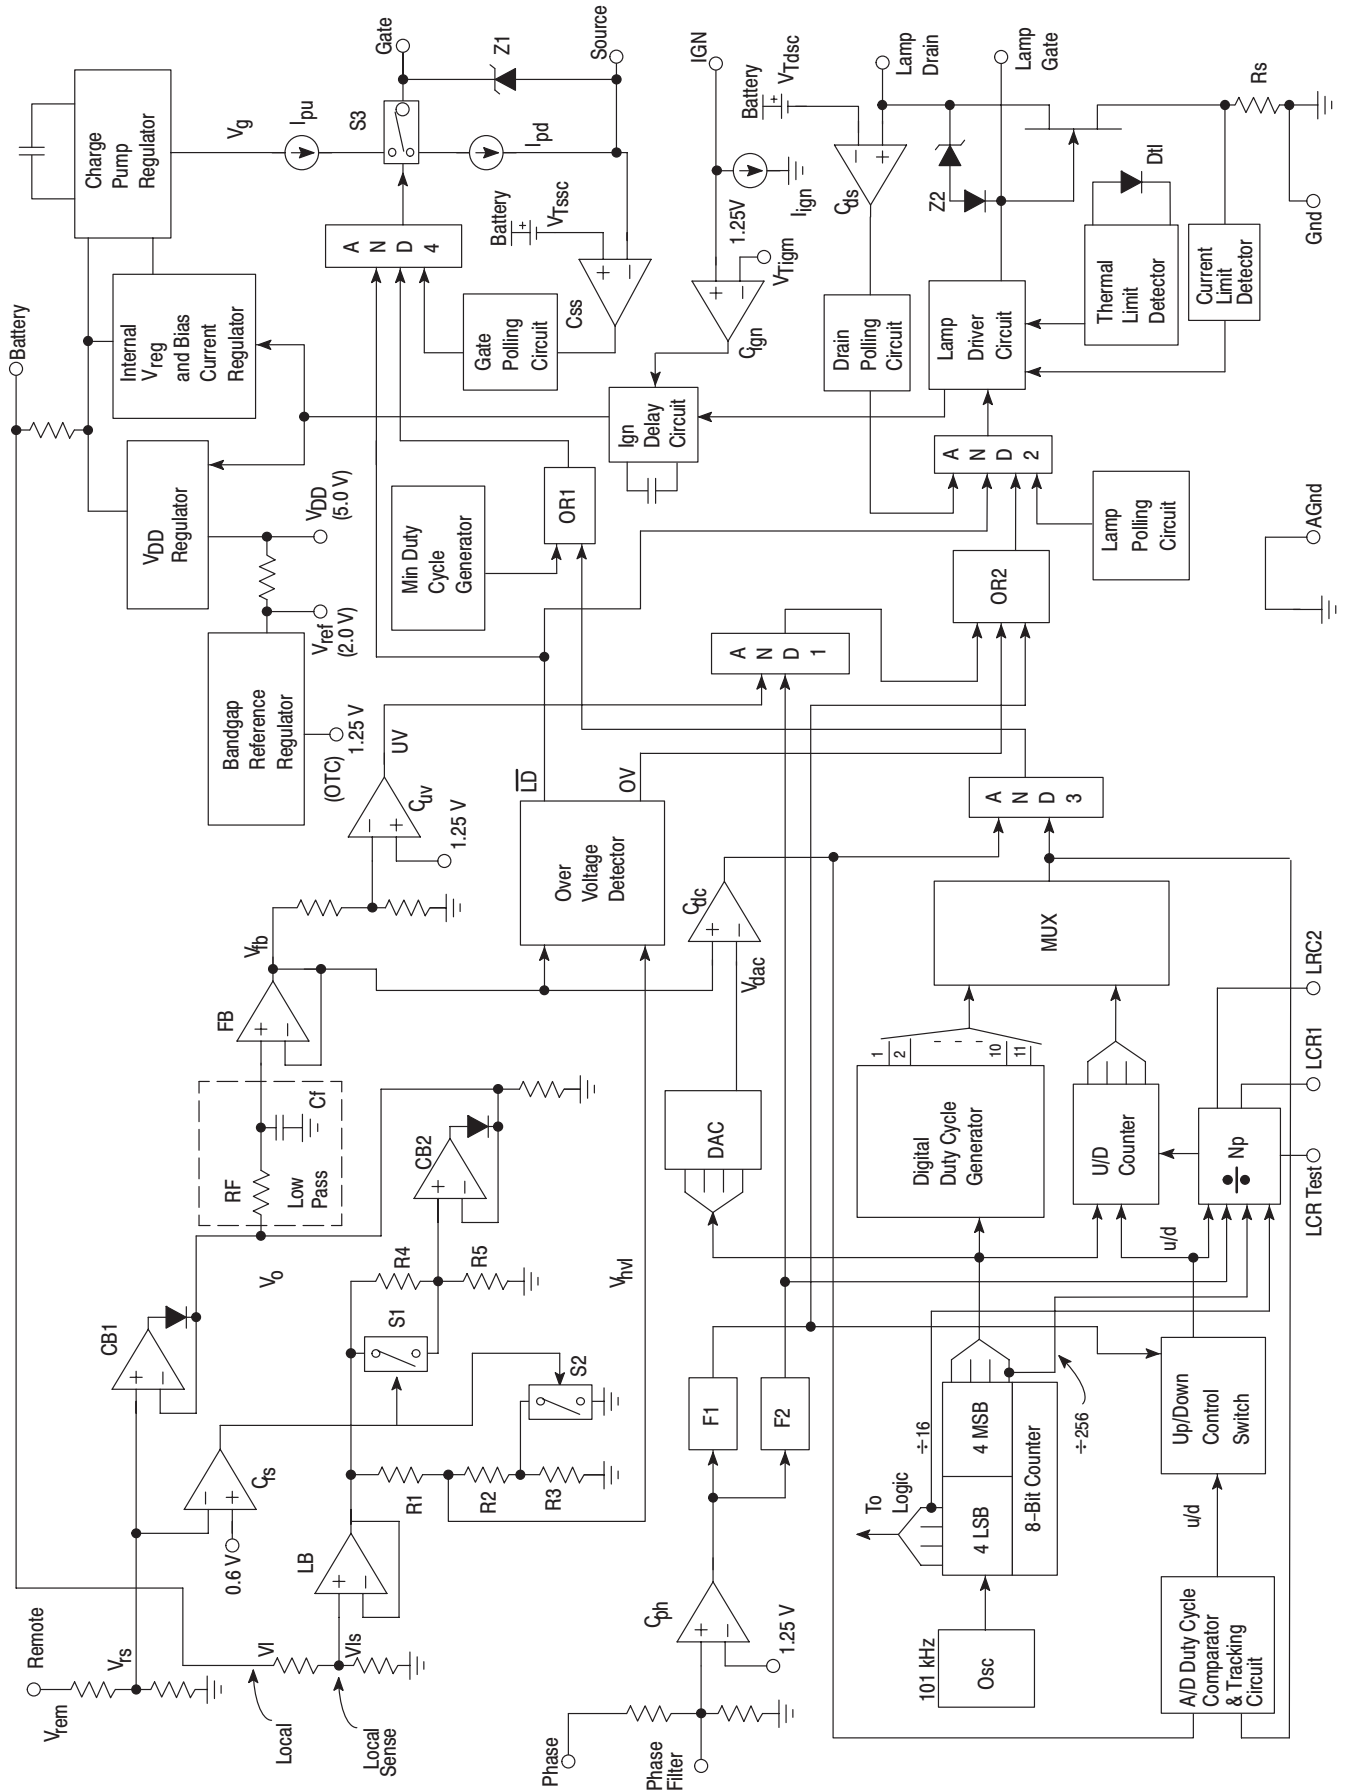 Battery
Charge
Pump
Regulator
Vg
Ipu
Gate
S3
Z1
Ipd
Source
Internal
Vreg
and Bias
Current
Regulator
VDD
Regulator
VDD
(5.0 V)
Vref
(2.0 V)
Bandgap
Reference
Regulator
(OTC)
1.25 V
A
N
D
4
Battery
+
VTssc
+
−
Css
Gate
Polling
Circuit
IGN
Iign
1.25V
VTigm
+
−
Cign
Ign
Delay
Circuit
Min Duty
Cycle
Generator
OR1
Battery
+
VTdsc
Lamp
Drain
−
+
Cds
Drain
Polling
Circuit
Lamp
Gate
Z2
Lamp
Driver
Circuit
Thermal
Limit
Detector
Dtl
Current
Limit
Detector
Rs
Gnd
A
N
D
2
Lamp
Polling
Circuit
OR2
AGnd
A
N
D
1
UV
−
+
Cuv
1.25 V
LD
OV
Over
Voltage
Detector
A
N
D
3
Vfb
FB
+
−
Cdc
+
−
Vdac
MUX
RF
Cf
Low
Pass
Vo
CB2
+
−
DAC
Digital
Duty Cycle
Generator
1
2
10
11
U/D
Counter
÷
Np
LRC2
LCR1
LCR Test
CB1
+
−
R4
R5
S1
S2
Vhvl
u/d
Crs
−
+
0.6 V
R1
R2
R3
F1
F2
÷16
÷256
To
Logic
4 LSB
4 MSB
8−Bit Counter
Up/Down
Control
Switch
LB
+
−
Remote
Vrem
Vrs
Vl
Vls
Local
Local
Sense
Cph
+
−
1.25 V
Phase
Phase
Filter
101 kHz
Osc
u/d
A/D Duty Cycle
Comparator
& Tracking
Circuit